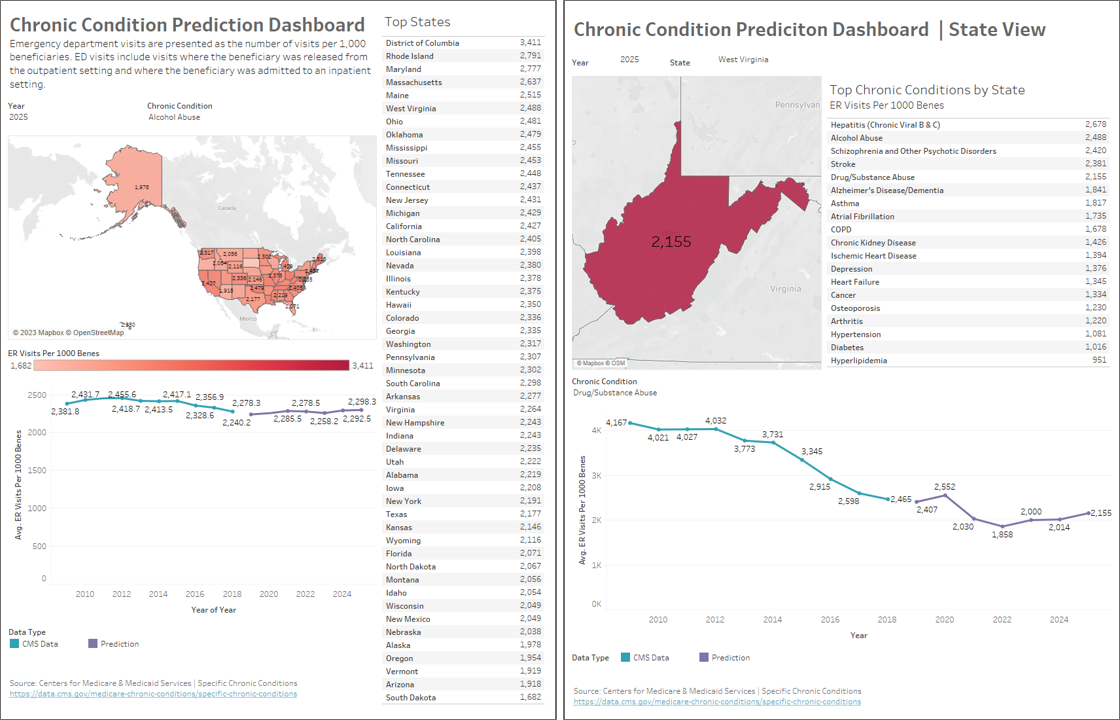 Chronic Condition Prediction Dashboard
Emergency department visits are presented as the number of visits per 1,000
beneficiaries. ED visits include visits where the beneficiary was released from
the outpatient setting and where the beneficiary was admitted to an inpatient
setting.
Year
2025
Chronic Condition
Alcohol Abuse
1,978
Canada
2,317
2,056
2,116
2,336
2,146
1,918
2,177
2,071
Mexico
© 2023 Mapbox © OpenStreetMap
ER Visits Per 1000 Benes
1,682
3,411
2500
2000
1500
1000
500
0
Avg. ER Visits Per 1000 Benes
2,381.8
2,431.7
2,455.6
2,418.7
2,413.5
2,417.1
2,328.6
2,356.9
2,240.2
2,278.3
2,285.5
2,278.5
2,258.2
2,292.5
2,298.3
2010
2012
2014
2016
2018
2020
2022
2024
Year of Year
Data Type
CMS Data
Prediction
Source: Centers for Medicare & Medicaid Services | Specific Chronic Conditions
https://data.cms.gov/medicare-chronic-conditions/specific-chronic-conditions
Top States
District of Columbia 3,411
Rhode Island 2,791
Maryland 2,777
Massachusetts 2,637
Maine 2,515
West Virginia 2,488
Ohio 2,481
Oklahoma 2,479
Mississippi 2,455
Missouri 2,453
Tennessee 2,448
Connecticut 2,437
New Jersey 2,431
Michigan 2,429
California 2,427
North Carolina 2,405
Louisiana 2,398
Nevada 2,380
Illinois 2,378
Kentucky 2,375
Hawaii 2,350
Colorado 2,336
Georgia 2,335
Washington 2,317
Pennsylvania 2,307
Minnesota 2,302
South Carolina 2,298
Arkansas 2,277
Virginia 2,264
New Hampshire 2,243
Indiana 2,243
Delaware 2,235
Utah 2,222
Alabama 2,219
Iowa 2,208
New York 2,191
Texas 2,177
Kansas 2,146
Wyoming 2,116
Florida 2,071
North Dakota 2,067
Montana 2,056
Idaho 2,054
Wisconsin 2,049
New Mexico 2,049
Nebraska 2,038
Alaska 1,978
Oregon 1,954
Vermont 1,919
Arizona 1,918
South Dakota 1,682
Chronic Condition Prediciton Dashboard | State View
Year
2025
State
West Virginia
Pennsylvan
2,155
Virginia
© Mapbox © OSM
Top Chronic Conditions by State
ER Visits Per 1000 Benes
Hepatitis (Chronic Viral B & C) 2,678
Alcohol Abuse 2,488
Schizophrenia and Other Psychotic Disorders 2,420
Stroke 2,381
Drug/Substance Abuse 2,155
Alzheimer's Disease/Dementia 1,841
Asthma 1,817
Atrial Fibrillation 1,735
COPD 1,678
Chronic Kidney Disease 1,426
Ischemic Heart Disease 1,394
Depression 1,376
Heart Failure 1,345
Cancer 1,334
Osteoporosis 1,230
Arthritis 1,220
Hypertension 1,081
Diabetes 1,016
Hyperlipidemia 951
Chronic Condition
Drug/Substance Abuse
4K
3K
2K
1K
0K
Avg. ER Visits Per 1000 Benes
4,167
4,021
4,027
4,032
3,773
3,731
3,345
2,915
2,598
2,465
2,407
2,552
2,030
1,858
2,000
2,014
2,155
2010
2012
2014
2016
2018
2020
2022
2024
Year
Data Type
CMS Data
Prediction
Source: Centers for Medicare & Medicaid Services | Specific Chronic Conditions
https://data.cms.gov/medicare-chronic-conditions/specific-chronic-conditions